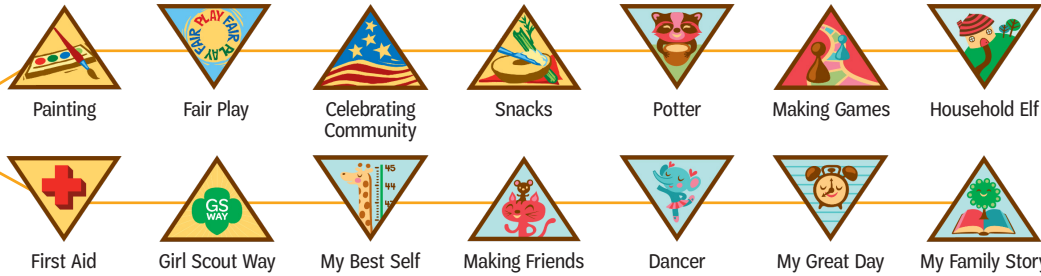 PLAY FAIR PLAY FAIR
45
44
Painting
Fair Play
Celebrating
Community
Snacks
Potter
Making Games
Household Elf
GS
WAY
First Aid
Girl Scout Way
My Best Self
Making Friends
Dancer
My Great Day
My Family Story